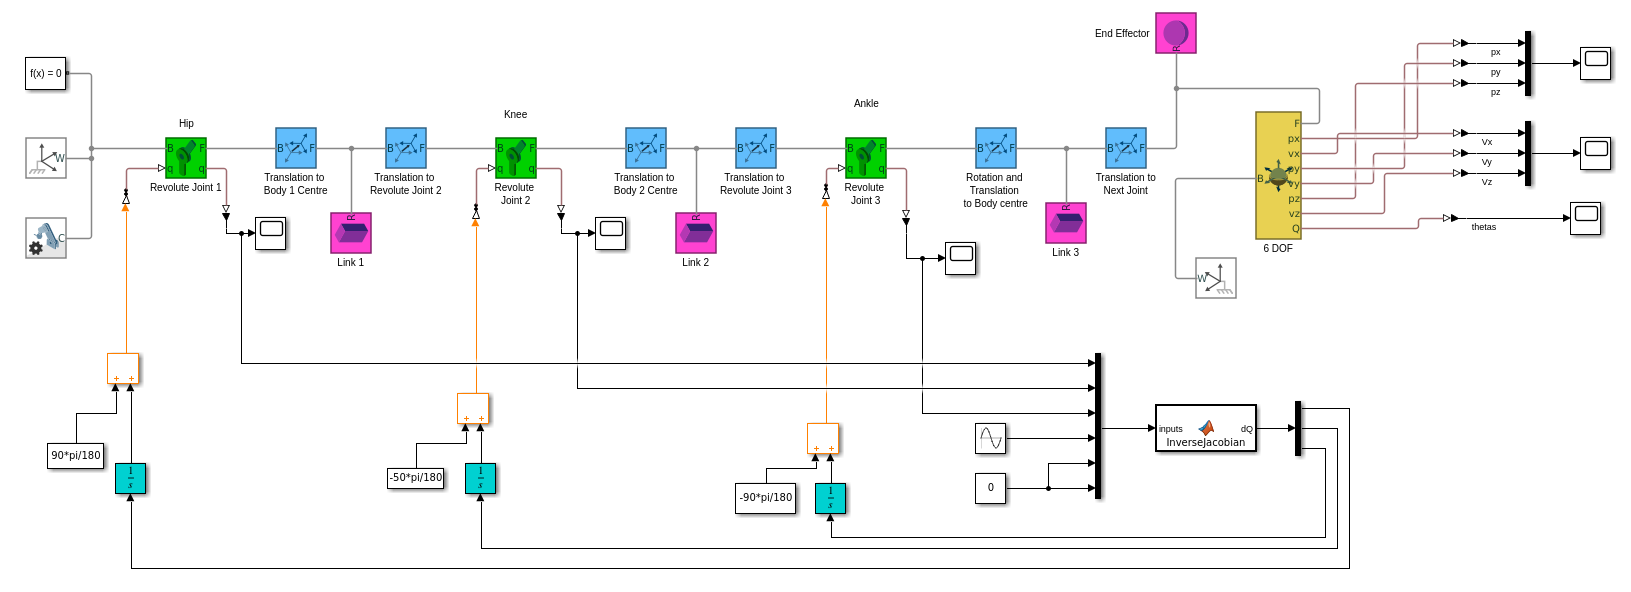 End Effector
R
px
py
pz
f(x) = 0
Ankle
Knee
Hip
F
px
vx
py
vy
pz
vz
Q
B
Vx
Vy
Vz
W
B F
q q
B F
B F
B F
q q
B F
B F
B F
q q
B F
B F
Revolute Joint 1
Translation to
Body 1 Centre
Translation to
Revolute Joint 2
Revolute
Joint 2
Translation to
Body 2 Centre
Translation to
Revolute Joint 3
Revolute
Joint 3
Rotation and
Translation
to Body centre
Translation to
Next Joint
C
R
R
R
Link 1
Link 2
Link 3
6 DOF
thetas
W
+ +
+ +
+ +
90*pi/180
-50*pi/180
-90*pi/180
1
s
1
s
1
s
0
inputs
dQ
InverseJacobian